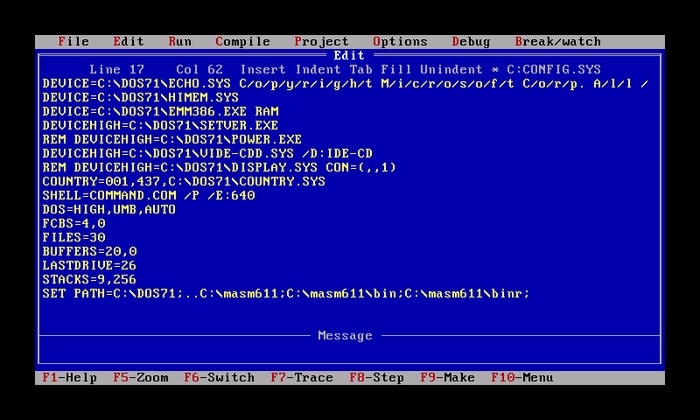 File Edit Run Compile Project Options Debug Break/watch
Edit
Line 17 Col 62 Insert Indent Tab Fill Unindent * C:CONFIG.SYS
DEVICE=C:\DOS71\ECHO.SYS C/o/p/y/r/i/g/h/t M/i/c/r/o/s/o/f/t C/o/r/p. A/l/l /
DEVICE=C:\DOS71\HIMEM.SYS
DEVICE=C:\DOS71\EMM386.EXE RAM
DEVICEHIGH=C:\DOS71\SETVER.EXE
REM DEVICEHIGH=C:\DOS71\POWER.EXE
DEVICEHIGH=C:\DOS71\VIDE-CDD.SYS /D:IDE-CD
REM DEVICEHIGH=C:\DOS71\DISPLAY.SYS CON=(,,1)
COUNTRY=001,437,C:\DOS71\COUNTRY.SYS
SHELL=COMMAND.COM /P /E:640
DOS=HIGH,UMB,AUTO
FCBS=4,0
FILES=30
BUFFERS=20,0
LASTDRIVE=26
STACKS=9,256
SET PATH=C:\DOS71;..C:\masm611;C:\masm611\bin;C:\masm611\binr;
Message
F1-Help F5-Zoom F6-Switch F7-Trace F8-Step F9-Make F10-Menu